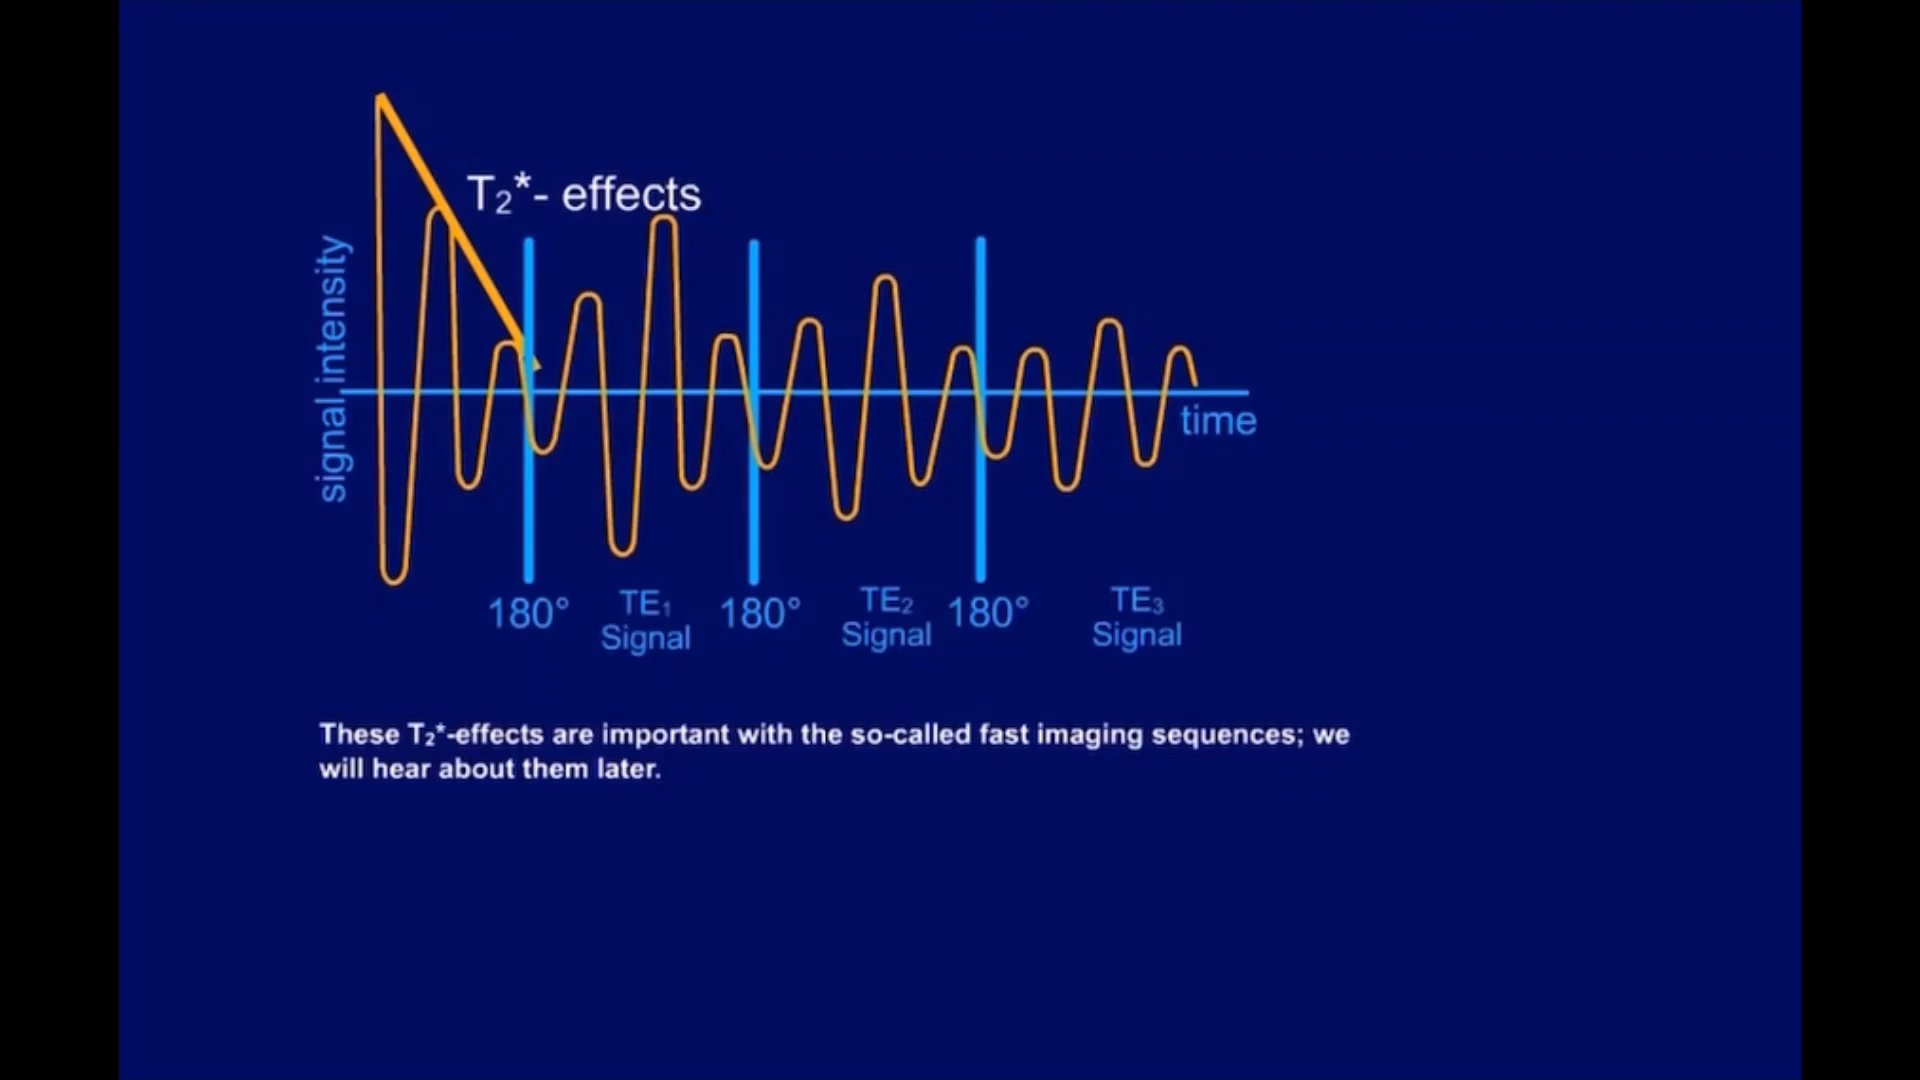 T₂*- effects
signal intensity
time
180°
TE₁
Signal
180°
TE₂
Signal
180°
TE₃
Signal
These T₂*-effects are important with the so-called fast imaging sequences; we
will hear about them later.